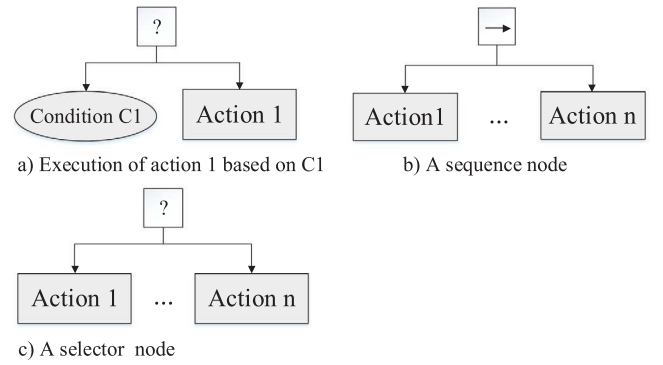 ?
Condition C1
Action 1
a) Execution of action 1 based on C1
→
Action1
...
Action n
b) A sequence node
?
Action 1
...
Action n
c) A selector node